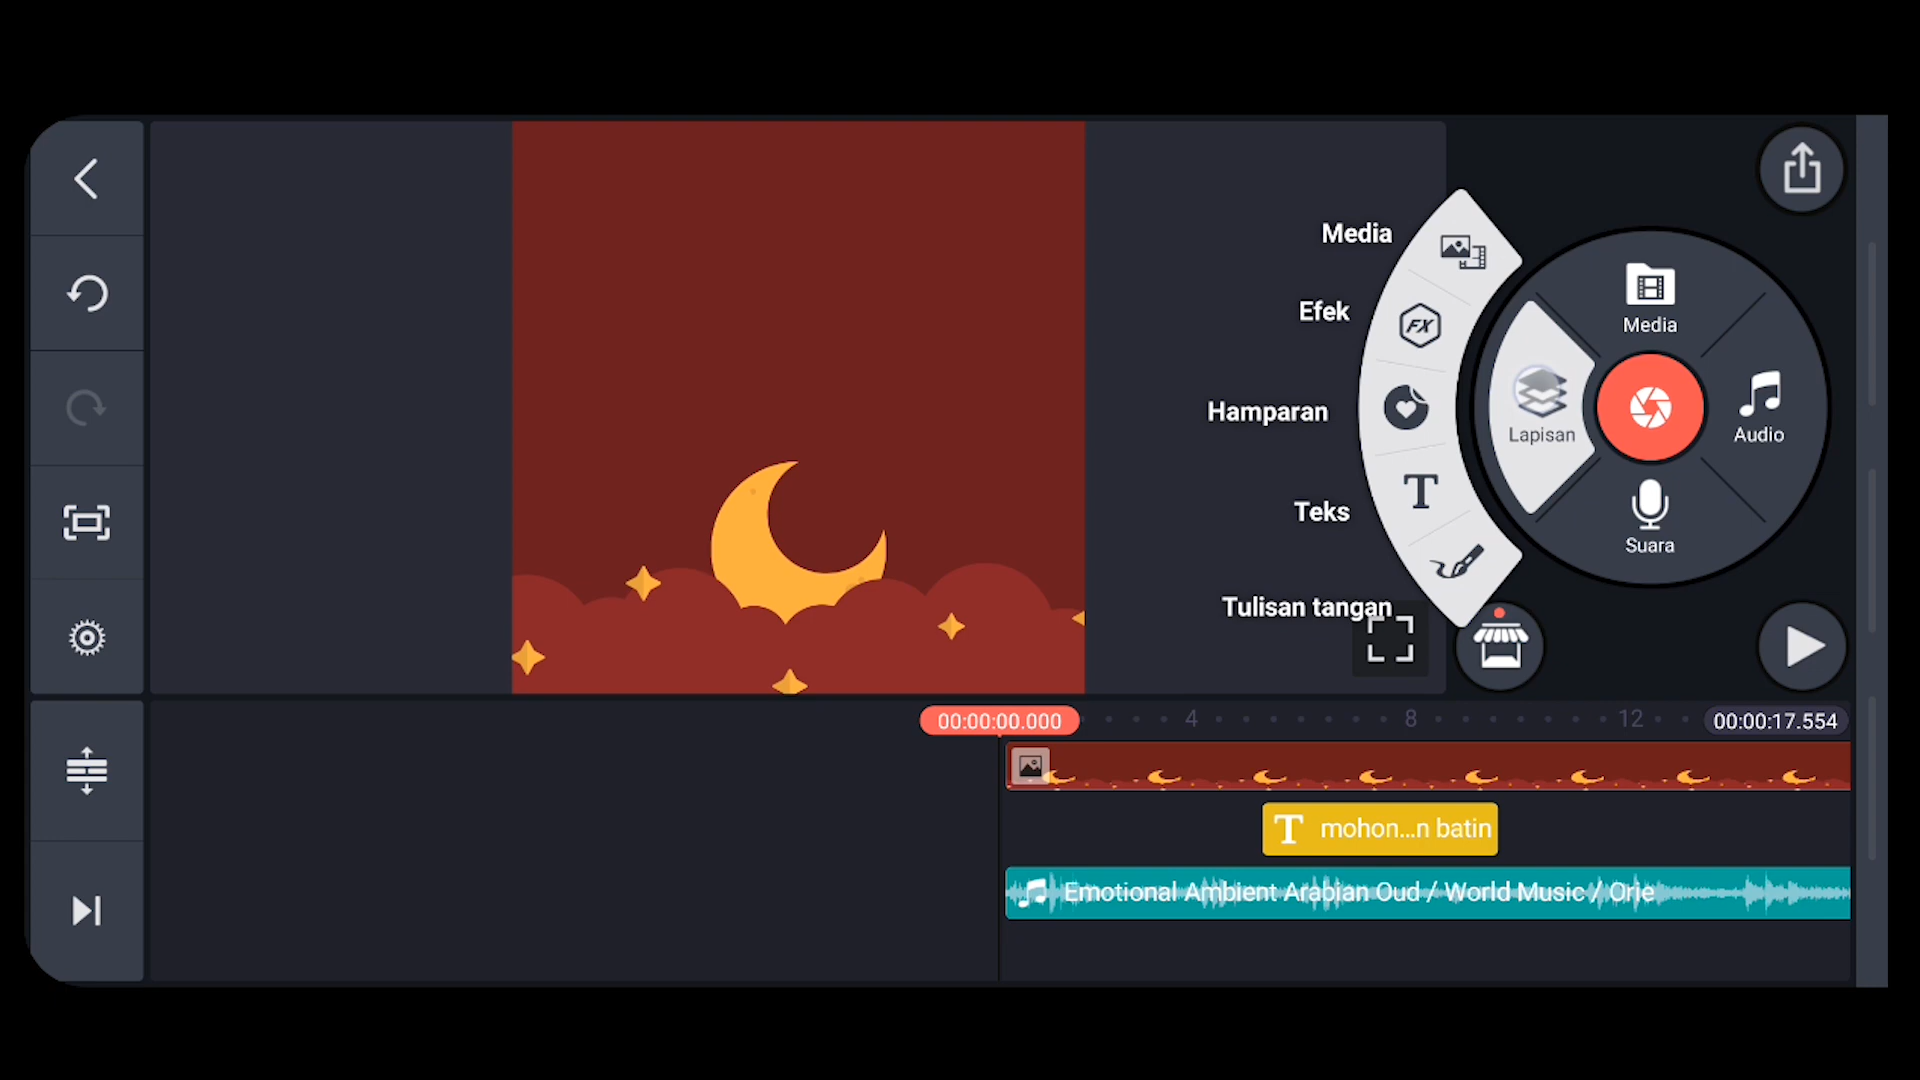 Media
Efek
Hamparan
Teks
Tulisan tangan
FX
T
Media
Lapisan
Audio
Suara
00:00:00.000
4
8
12
00:00:17.554
T mohon...n batin
Emotional Ambient Arabian Oud / World Music / Orie